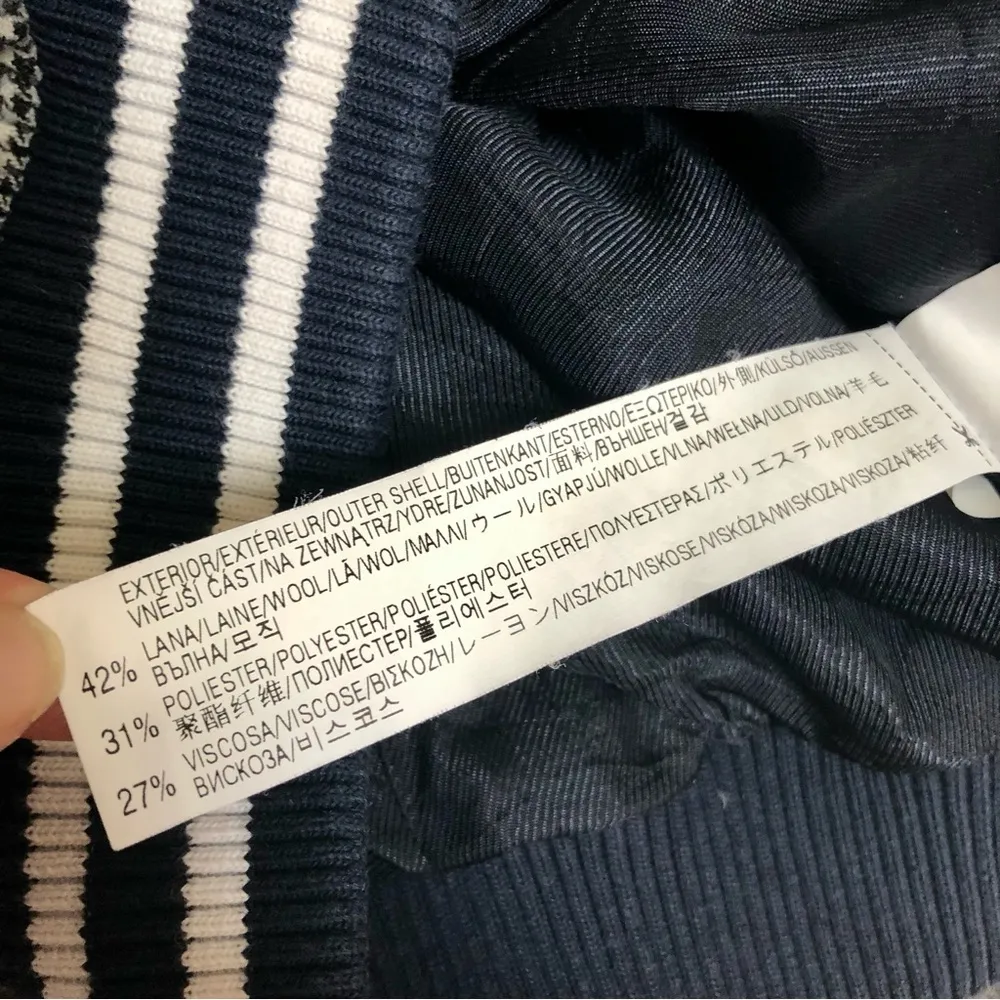 EXTERIOR/EXTÉRIEUR/OUTER SHELL/BUITENKANT/ESTERNO/ΕΞΩΤΕΡΙΚΟ/外側/KÜLSŐ/AUSSEN
VNĚJŠÍ ČÁST/NA ZEWNĄTRZ/YDRE/ZUNANJOST/面料/ВЪНШЕН/겉감
42% LANA/LAINE/WOOL/LÃ/WOL/ΜΑΛΛΙ/ウール/GYAPJÚ/WOLLE/VLNA/WEŁNA/ULD/VOLNA/羊毛
ВЪЛНА/모직
31% POLIESTER/POLYESTER/POLIÉSTER/POLIESTERE/ΠΟΛΥΕΣΤΕΡΑΣ/ポリエステル/POLIÉSZTER
聚酯纤维/ПОЛИЕСТЕР/폴리에스터
27% VISCOSA/VISCOSE/ΒΙΣΚΟΖΗ/レーヨン/VISZKÓZ/VISKOSE/VISKÓZA/WISKOZA/VISKOZA/粘纤
ВИСКОЗА/비스코스